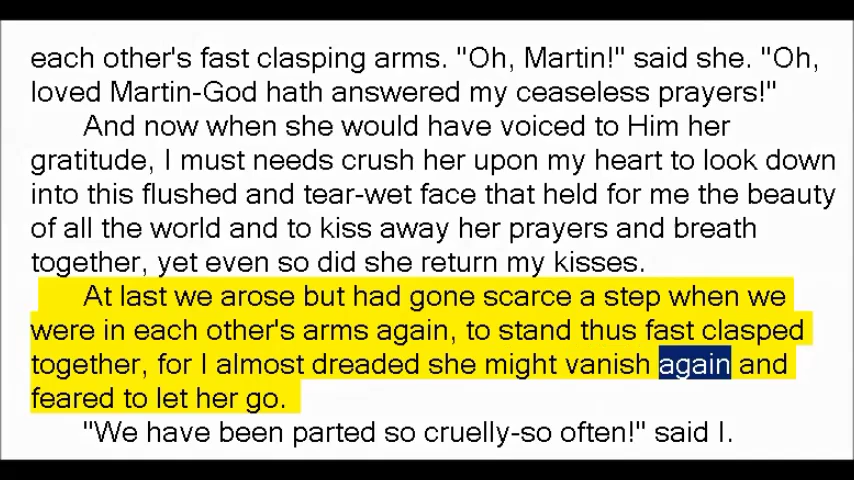 each other's fast clasping arms. "Oh, Martin!" said she. "Oh,
loved Martin-God hath answered my ceaseless prayers!"
And now when she would have voiced to Him her
gratitude, I must needs crush her upon my heart to look down
into this flushed and tear-wet face that held for me the beauty
of all the world and to kiss away her prayers and breath
together, yet even so did she return my kisses.
At last we arose but had gone scarce a step when we
were in each other's arms again, to stand thus fast clasped
together, for I almost dreaded she might vanish again and
feared to let her go.
"We have been parted so cruelly-so often!" said I.